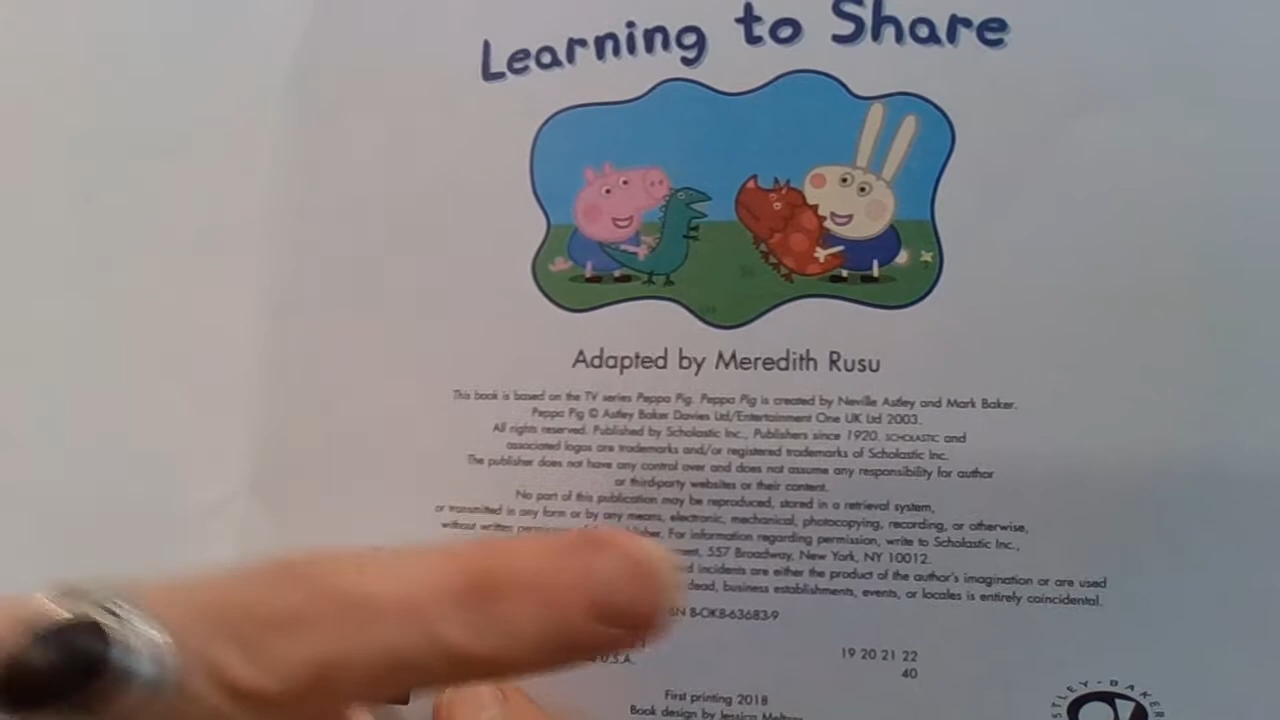 Learning to Share
Adapted by Meredith Rusu
This book is based on the TV series Peppa Pig. Peppa Pig is created by Neville Astley and Mark Baker.
Peppa Pig © Astley Baker Davies Ltd/Entertainment One UK Ltd 2003.
All rights reserved. Published by Scholastic Inc., Publishers since 1920. SCHOLASTIC and
associated logos are trademarks and/or registered trademarks of Scholastic Inc.
The publisher does not have any control over and does not assume any responsibility for author
or third-party websites or their content.
No part of this publication may be reproduced, stored in a retrieval system,
or transmitted in any form or by any means, electronic, mechanical, photocopying, recording, or otherwise,
without written For information regarding permission, write to Scholastic Inc.,
557 Broadway, New York, NY 10012.
incidents are either the product of the author's imagination or are used
dead, business establishments, events, or locales is entirely coincidental.
8-OKB-63683-9
19 20 21 22
U.S.A.
40
First printing 2018
Book design by Jessica